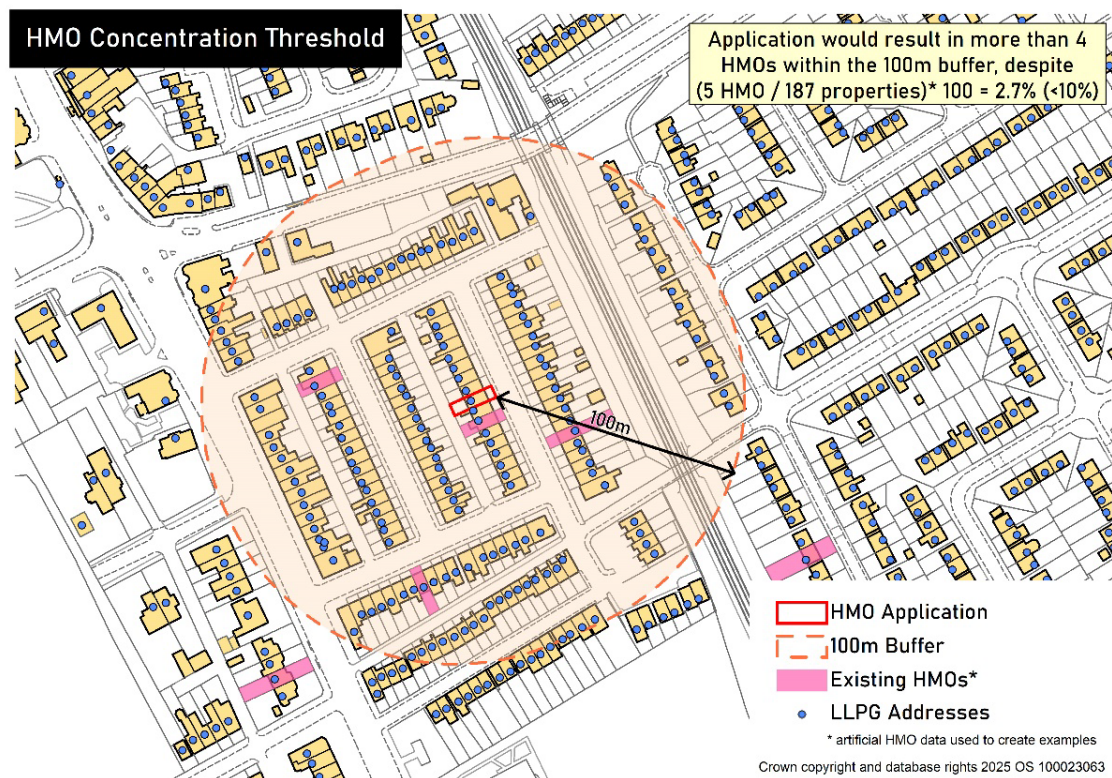 HMO Concentration Threshold
Application would result in more than 4
HMOs within the 100m buffer, despite
(5 HMO / 187 properties)* 100 = 2.7% (<10%)
100m
HMO Application
100m Buffer
Existing HMOs*
LLPG Addresses
* artificial HMO data used to create examples
Crown copyright and database rights 2025 OS 100023063